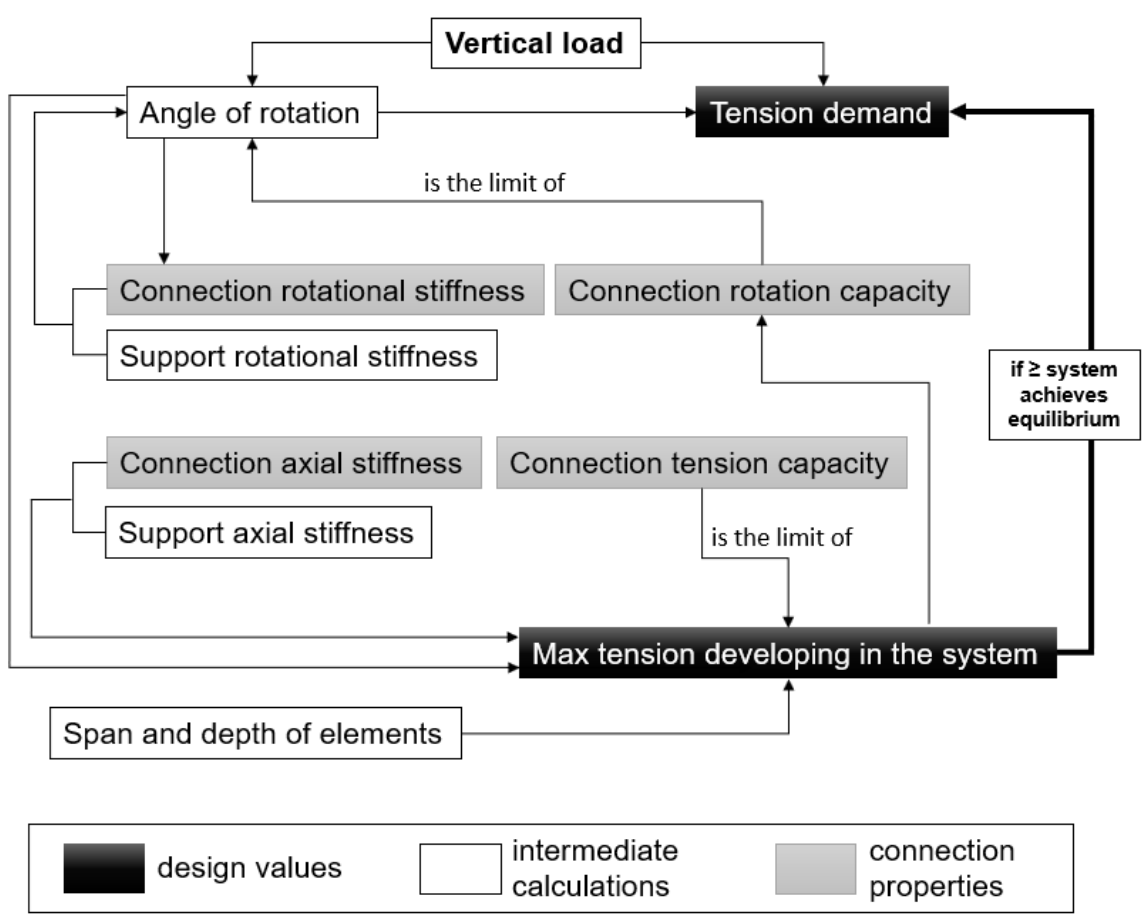 Vertical load
Angle of rotation
Tension demand
is the limit of
Connection rotational stiffness
Connection rotation capacity
Support rotational stiffness
if ≥ system
achieves
equilibrium
Connection axial stiffness
Connection tension capacity
Support axial stiffness
is the limit of
Max tension developing in the system
Span and depth of elements
design values
intermediate
calculations
connection
properties